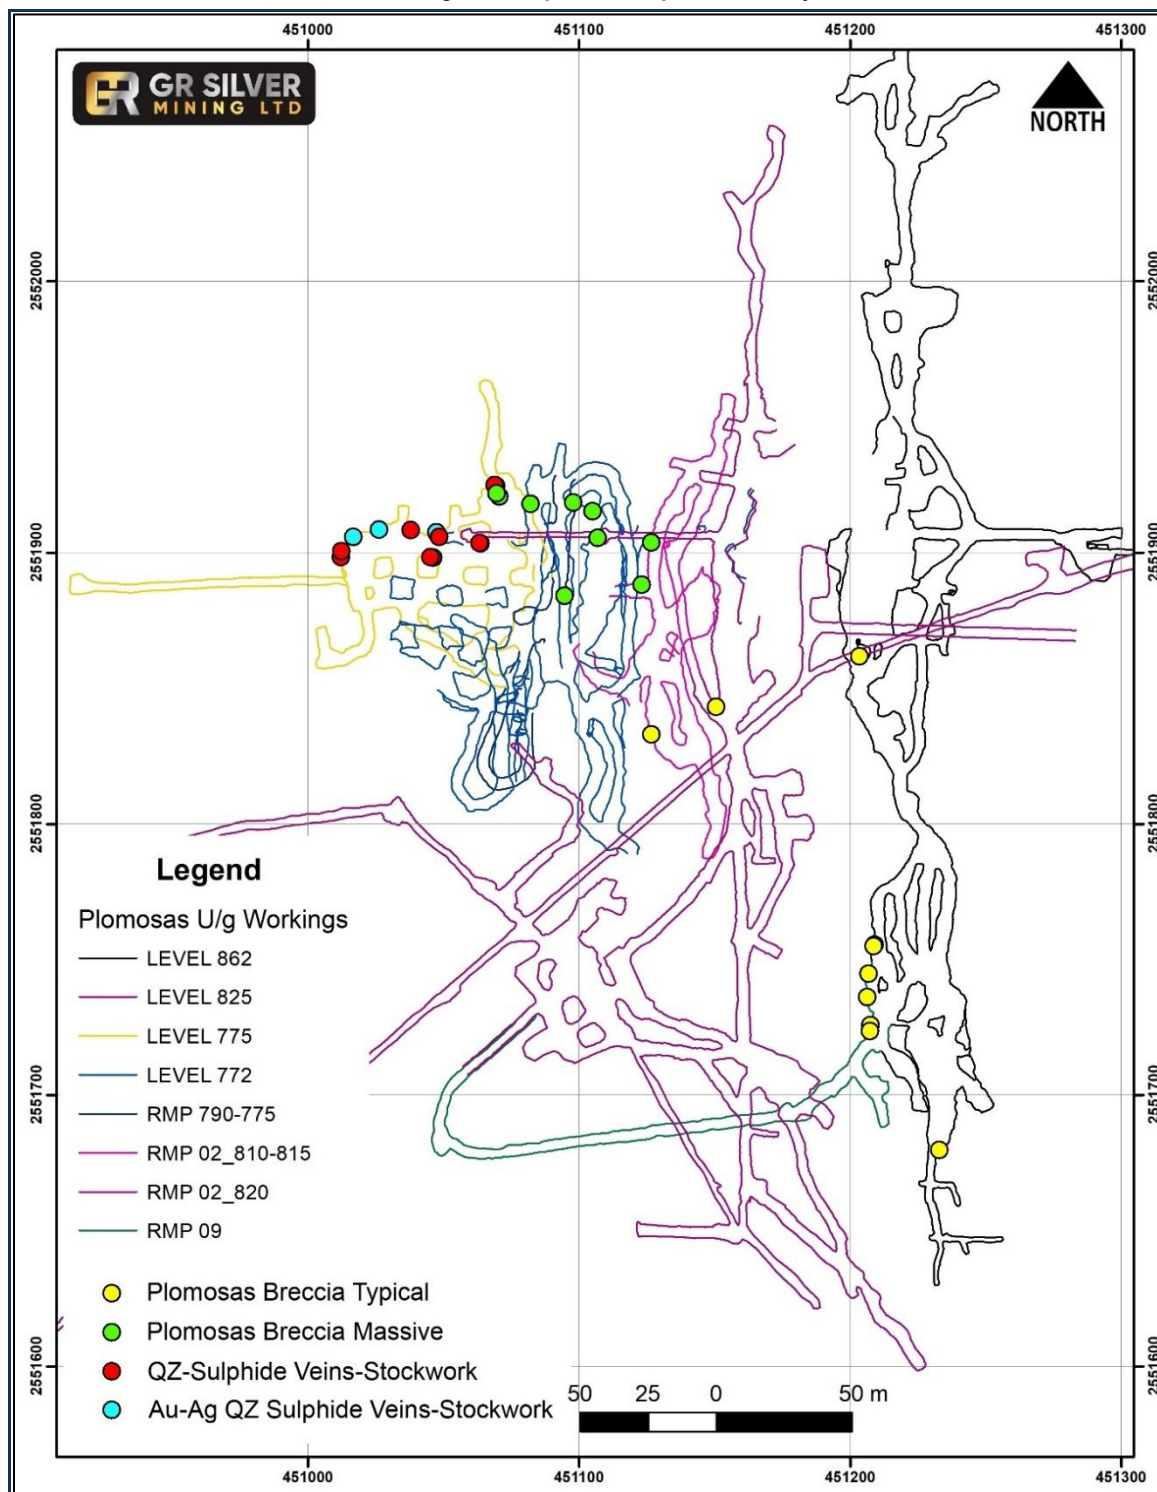 451000 451100 451200 451300
GR SILVER
MINING LTD
NORTH
2552000 2552000
2551900 2551900
2551800 2551800
Legend
Plomosas U/g Workings
LEVEL 862
LEVEL 825
LEVEL 775
LEVEL 772
RMP 790-775
RMP 02_810-815
RMP 02_820
RMP 09
2551700 2551700
Plomosas Breccia Typical
Plomosas Breccia Massive
QZ-Sulphide Veins-Stockwork
Au-Ag QZ Sulphide Veins-Stockwork
2551600 2551600
50 25 0 50 m
451000 451100 451200 451300